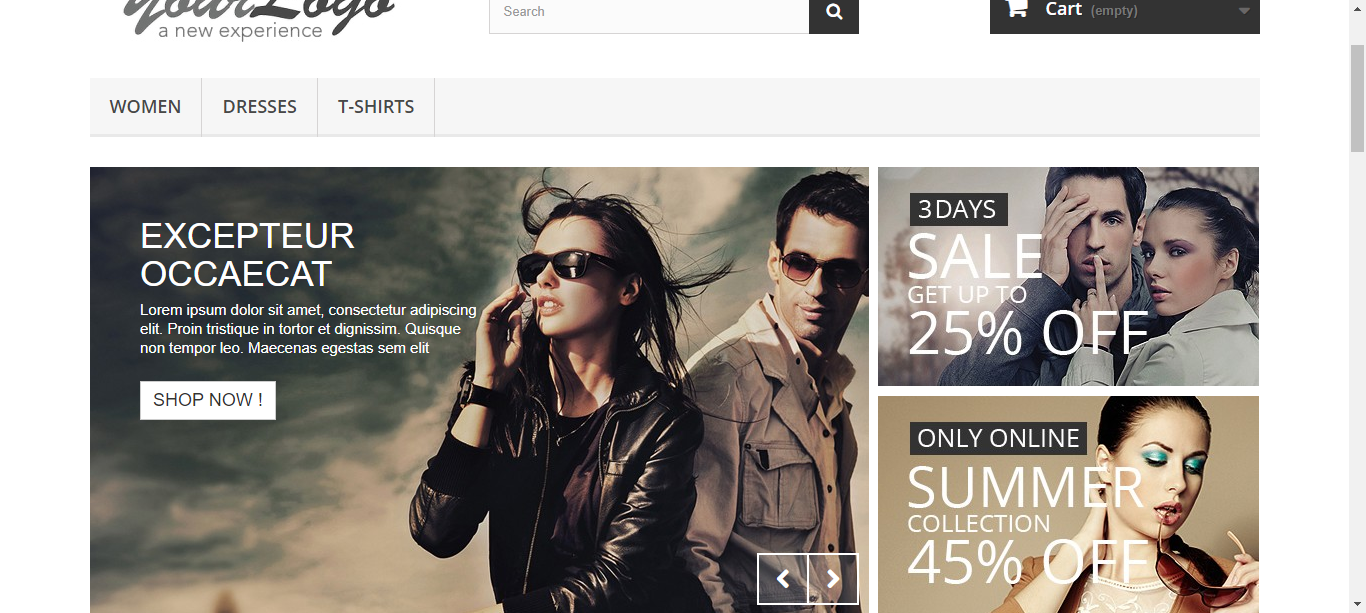 yourLogo
a new experience
Search
Cart (empty)
WOMEN DRESSES T-SHIRTS
EXCEPTEUR
OCCAECAT
Lorem ipsum dolor sit amet, consectetur adipiscing
elit. Proin tristique in tortor et dignissim. Quisque
non tempor leo. Maecenas egestas sem elit
SHOP NOW !
3 DAYS
SALE
GET UP TO
25% OFF
ONLY ONLINE
SUMMER
COLLECTION
45% OFF